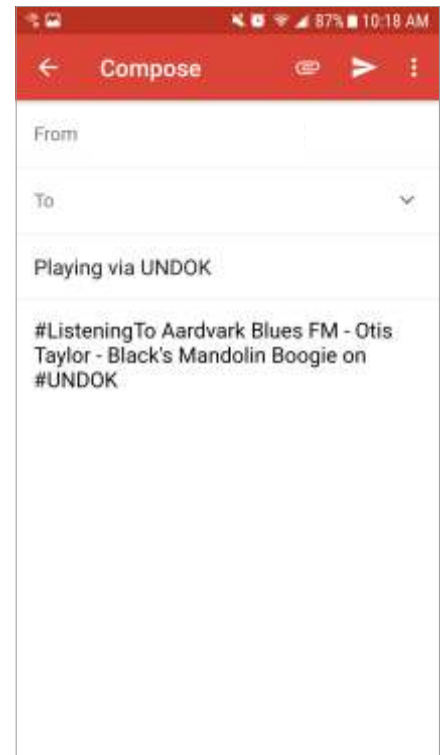 87% 10:18 AM
Compose
From
To
Playing via UNDOK
#ListeningTo Aardvark Blues FM - Otis
Taylor - Black's Mandolin Boogie on
#UNDOK